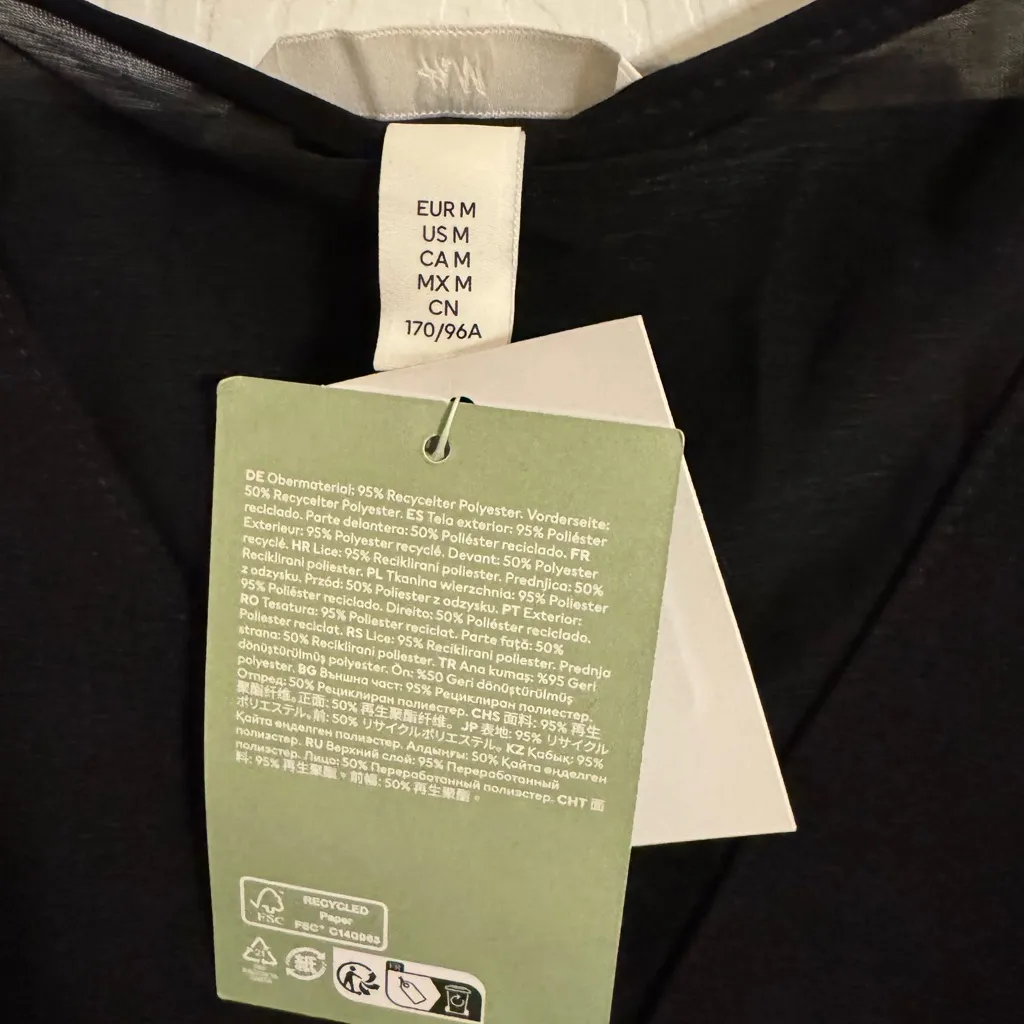 H&M
EUR M
US M
CA M
MX M
CN
170/96A
DE Obermaterial: 95% Recycelter Polyester. Vorderseite:
50% Recycelter Polyester. ES Tela exterior: 95% Poliéster
reciclado. Parte delantera: 50% Poliéster reciclado. FR
Exterieur: 95% Polyester recyclé. Devant: 50% Polyester
recyclé. HR Lice: 95% Reciklirani poliester. Prednjica: 50%
Reciklirani poliester. PL Tkanina wierzchnia: 95% Poliester
z odzysku. Przód: 50% Poliester z odzysku. PT Exterior:
95% Poliéster reciclado. Direito: 50% Poliéster reciclado.
RO Tesatura: 95% Poliester reciclat. Parte față: 50%
Poliester reciclat. RS Lice: 95% Reciklirani poliester. Prednja
strana: 50% Reciklirani poliester. TR Ana kumaş: %95 Geri
dönüştürülmüş polyester. Ön: %50 Geri dönüştürülmüş
polyester. BG Външна част: 95% Рециклиран полиестер.
Отпред: 50% Рециклиран полиестер. CHS 面料: 95% 再生
聚酯纤维。正面: 50% 再生聚酯纤维。 JP 表地: 95% リサイクル
ポリエステル。前: 50% リサイクルポリエステル。 KZ Қабық: 95%
Қайта өңделген полиэстер. Алдыңғы: 50% Қайта өңделген
полиэстер. RU Верхний слой: 95% Переработанный
полиэстер. Лицо: 50% Переработанный полиэстер. CHT 面
料: 95% 再生聚酯。前幅: 50% 再生聚酯。
FSC
RECYCLED
Paper
FSC® C140963
21
紙
FR